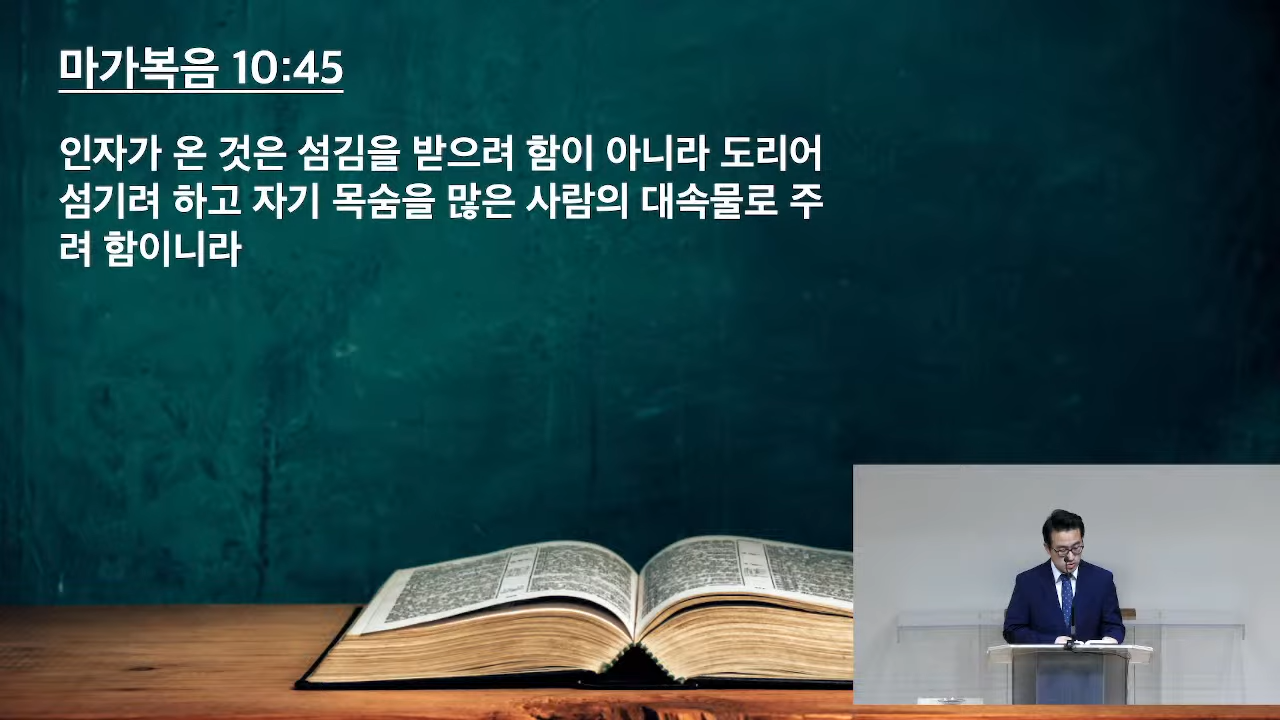 마가복음 10:45
인자가 온 것은 섬김을 받으려 함이 아니라 도리어
섬기려 하고 자기 목숨을 많은 사람의 대속물로 주
려 함이니라